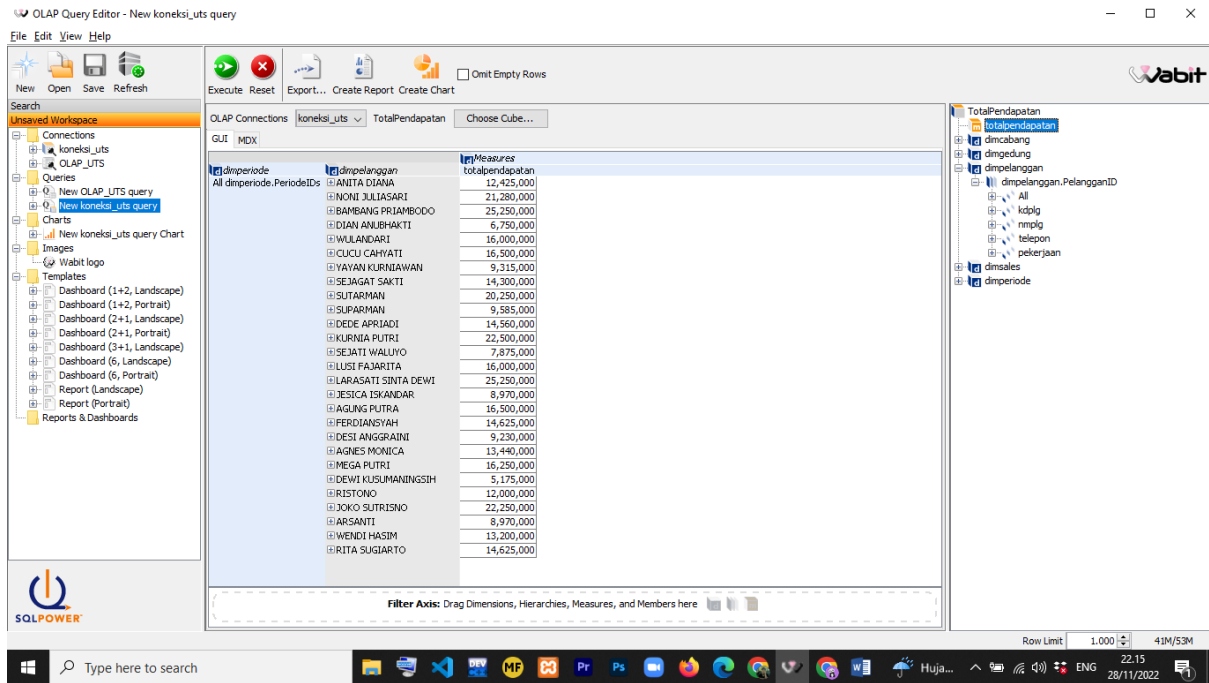 OLAP Query Editor - New koneksi_uts query
File Edit View Help
New Open Save Refresh
Execute Reset Export... Create Report Create Chart
Omit Empty Rows
Wabit
Search
Unsaved Workspace
Connections
koneksi_uts
OLAP_UTS
Queries
New OLAP_UTS query
New koneksi_uts query
Charts
New koneksi_uts query Chart
Images
Wabit logo
Templates
Dashboard (1+2, Landscape)
Dashboard (1+2, Portrait)
Dashboard (2+1, Landscape)
Dashboard (2+1, Portrait)
Dashboard (3+1, Landscape)
Dashboard (6, Landscape)
Dashboard (6, Portrait)
Report (Landscape)
Report (Portrait)
Reports & Dashboards
SQLPOWER
OLAP Connections koneksi_uts TotalPendapatan Choose Cube...
GUI MDX
Measures
dimperiode dimpelanggan totalpendapatan
All dimperiode.PeriodeIDs ANITA DIANA 12,425,000
NONI JULIASARI 21,280,000
BAMBANG PRIAMBODO 25,250,000
DIAN ANUBHAKTI 6,750,000
WULANDARI 16,000,000
CUCU CAHYATI 16,500,000
YAYAN KURNIAWAN 9,315,000
SEJAGAT SAKTI 14,300,000
SUTARMAN 20,250,000
SUPARMAN 9,585,000
DEDE APRIADI 14,560,000
KURNIA PUTRI 22,500,000
SEJATI WALUYO 7,875,000
LUSI FAJARITA 16,000,000
LARASATI SINTA DEWI 25,250,000
JESICA ISKANDAR 8,970,000
AGUNG PUTRA 16,500,000
FERDIANSYAH 14,625,000
DESI ANGGRAINI 9,230,000
AGNES MONICA 13,440,000
MEGA PUTRI 16,250,000
DEWI KUSUMANINGSIH 5,175,000
RISTONO 12,000,000
JOKO SUTRISNO 22,250,000
ARSANTI 8,970,000
WENDI HASIM 13,200,000
RITA SUGIARTO 14,625,000
Filter Axis: Drag Dimensions, Hierarchies, Measures, and Members here
TotalPendapatan
totalpendapatan
dimcabang
dimgedung
dimpelanggan
dimpelanggan.PelangganID
All
kdplg
nmplg
telepon
pekerjaan
dimsales
dimperiode
Row Limit 1.000 41M/53M
Type here to search
DEV
MF
Pr
Ps
Huja...
ENG
22.15
28/11/2022
1